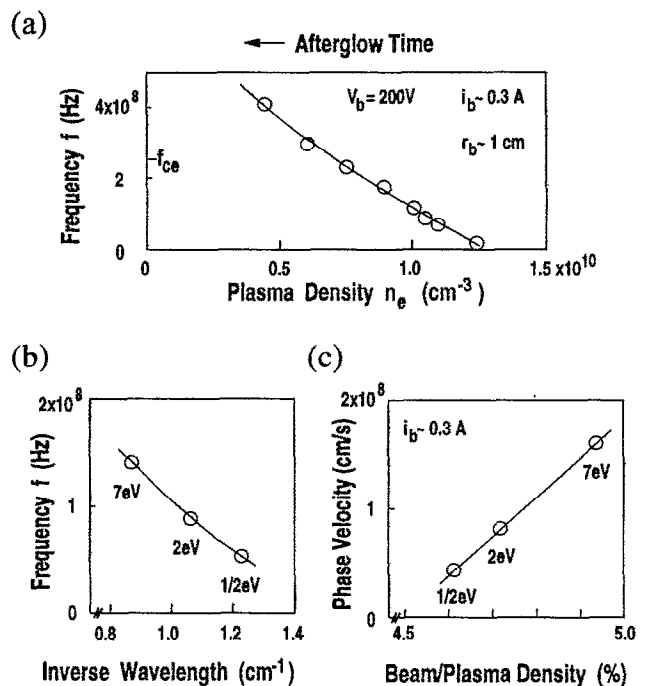 (a)
← Afterglow Time
Frequency f (Hz)
4x10⁸
2
0
–f_ce
V_b = 200V
i_b ~ 0.3 A
r_b ~ 1 cm
0
0.5
1.0
1.5 x10¹⁰
Plasma Density n_e (cm⁻³)
(b)
Frequency f (Hz)
2x10⁸
1
0
7eV
2eV
1/2eV
0.8
1.0
1.2
1.4
Inverse Wavelength (cm⁻¹)
(c)
Phase Velocity (cm/s)
2x10⁸
1
0
i_b ~ 0.3 A
7eV
2eV
1/2eV
4.5
5.0
Beam/Plasma Density (%)